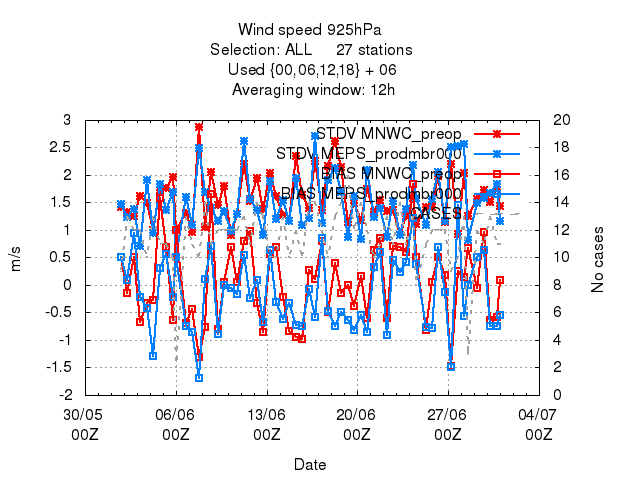 Wind speed 925hPa
Selection: ALL 27 stations
Used {00,06,12,18} + 06
Averaging window: 12h
3 20
2.5 18
2 16
1.5 14
1 12
0.5 10
0 8
-0.5 6
-1 4
-1.5 2
-2 0
STDV MNWC_preop
STDV MEPS_prodmbr000
BIAS MNWC_preop
BIAS MEPS_prodmbr000
CASES
m/s
No cases
30/05 06/06 13/06 20/06 27/06 04/07
00Z 00Z 00Z 00Z 00Z 00Z
Date